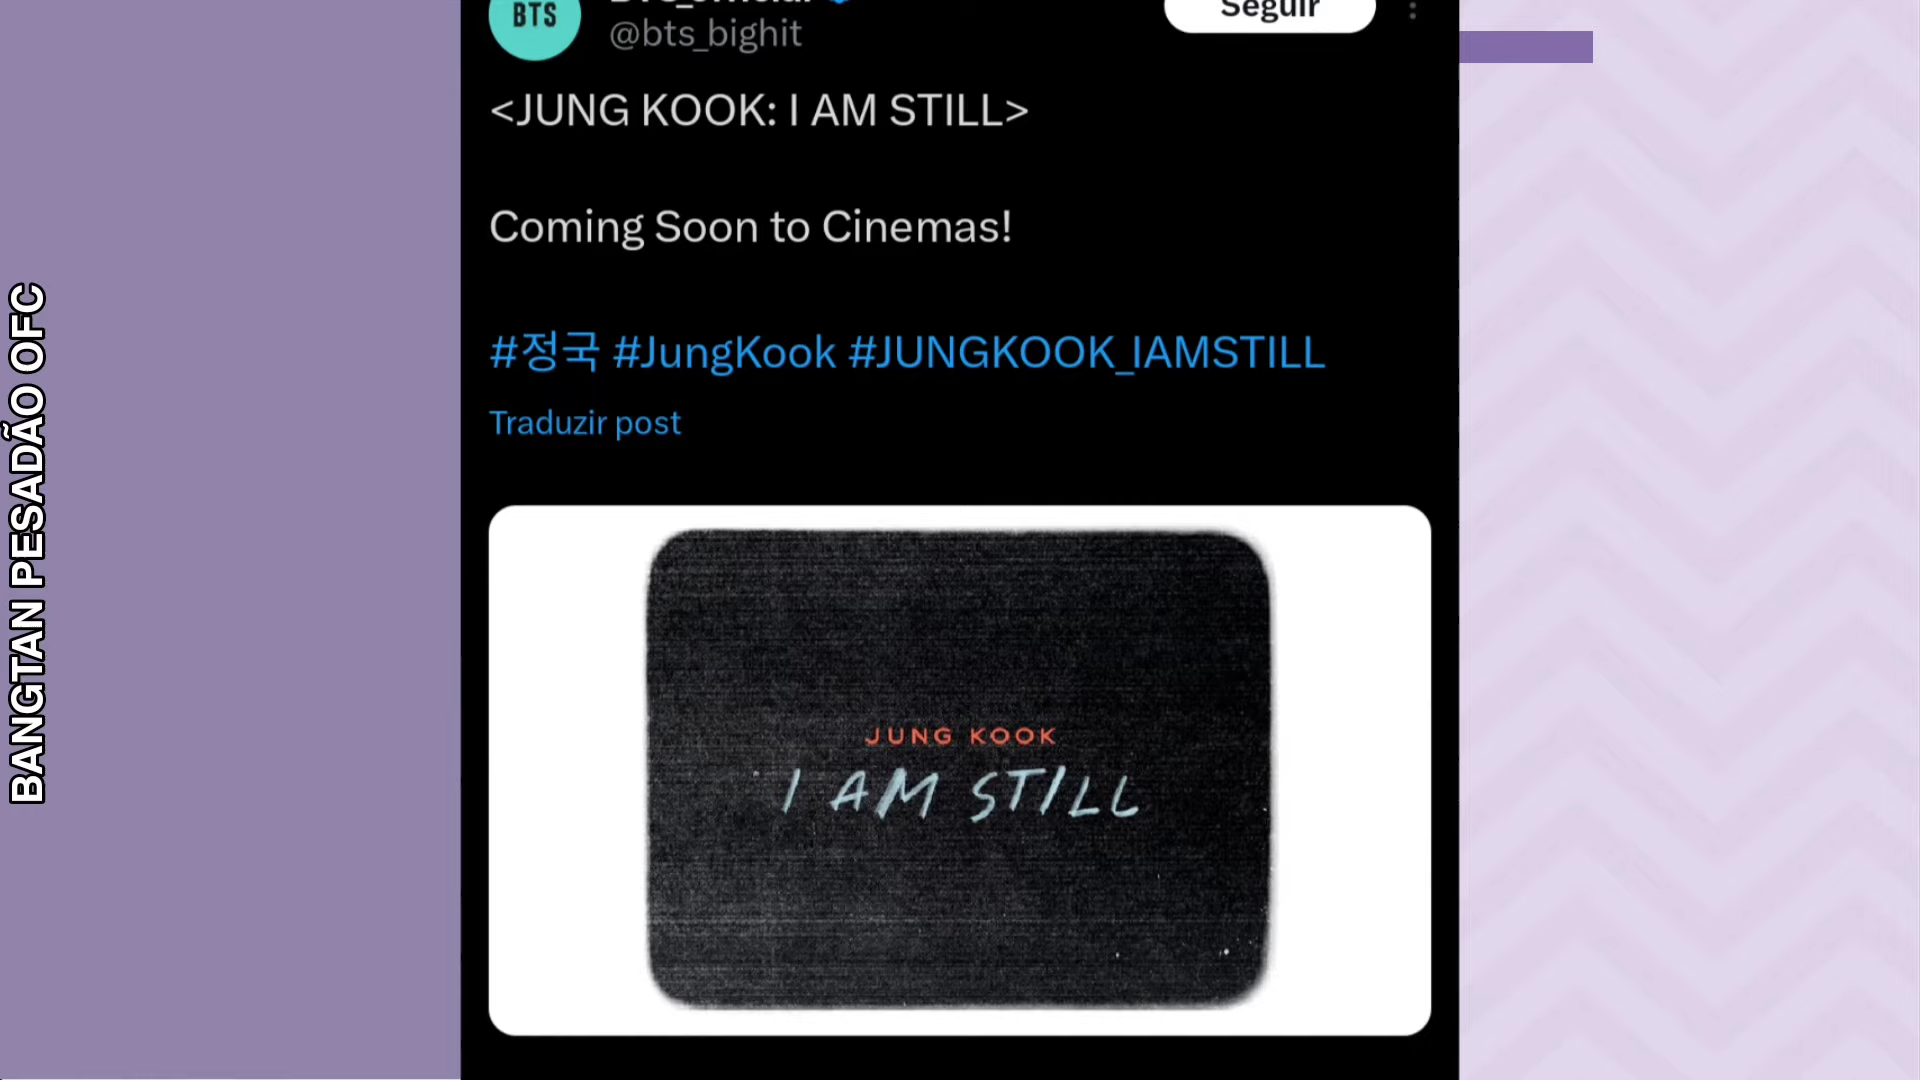 BTS
@bts_bighit
Seguir
<JUNG KOOK: I AM STILL>
Coming Soon to Cinemas!
#정국 #JungKook #JUNGKOOK_IAMSTILL
Traduzir post
JUNG KOOK
I AM STILL
BANGTAN PESADÃO OFC